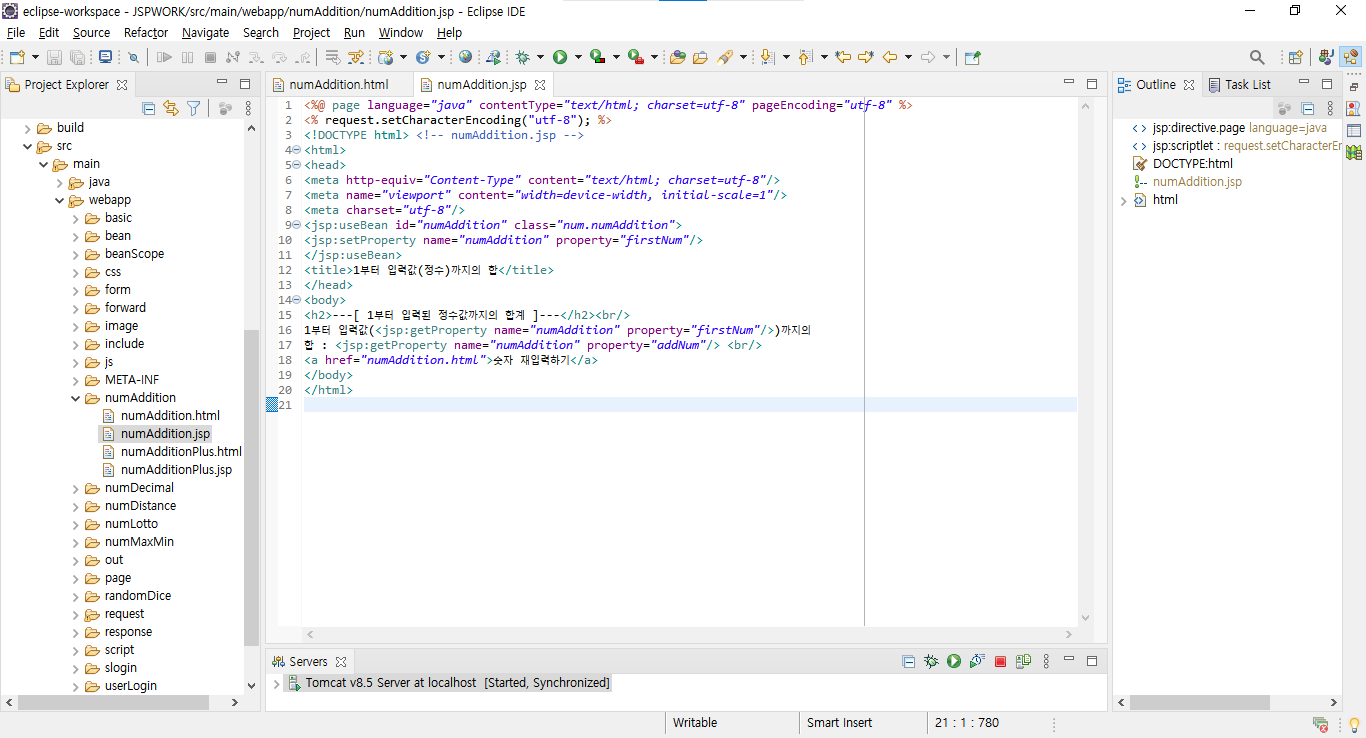 eclipse-workspace - JSPWORK/src/main/webapp/numAddition/numAddition.jsp - Eclipse IDE
File Edit Source Refactor Navigate Search Project Run Window Help
Project Explorer
build
src
main
java
webapp
basic
bean
beanScope
css
form
forward
image
include
js
META-INF
numAddition
numAddition.html
numAddition.jsp
numAdditionPlus.html
numAdditionPlus.jsp
numDecimal
numDistance
numLotto
numMaxMin
out
page
randomDice
request
response
script
slogin
userLogin
numAddition.html numAddition.jsp
1 <%@ page language="java" contentType="text/html; charset=utf-8" pageEncoding="utf-8" %>
2 <% request.setCharacterEncoding("utf-8"); %>
3 <!DOCTYPE html> <!-- numAddition.jsp -->
4 <html>
5 <head>
6 <meta http-equiv="Content-Type" content="text/html; charset=utf-8"/>
7 <meta name="viewport" content="width=device-width, initial-scale=1"/>
8 <meta charset="utf-8"/>
9 <jsp:useBean id="numAddition" class="num.numAddition">
10 <jsp:setProperty name="numAddition" property="firstNum"/>
11 </jsp:useBean>
12 <title>1부터 입력값(정수)까지의 합</title>
13 </head>
14 <body>
15 <h2>---[ 1부터 입력된 정수값까지의 합계 ]---</h2><br/>
16 1부터 입력값(<jsp:getProperty name="numAddition" property="firstNum"/>)까지의
17 합 : <jsp:getProperty name="numAddition" property="addNum"/> <br/>
18 <a href="numAddition.html">숫자 재입력하기</a>
19 </body>
20 </html>
21
Servers
Tomcat v8.5 Server at localhost [Started, Synchronized]
Outline Task List
jsp:directive.page language=java
jsp:scriptlet : request.setCharacterEr
DOCTYPE:html
numAddition.jsp
html
Writable Smart Insert 21 : 1 : 780